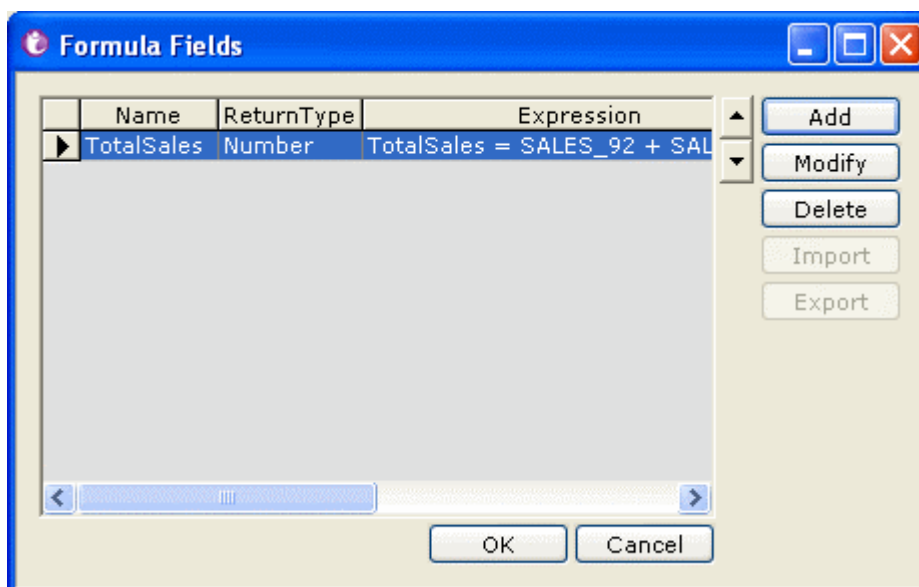 Formula Fields
Name ReturnType Expression
TotalSales Number TotalSales = SALES_92 + SAL
Add
Modify
Delete
Import
Export
OK Cancel